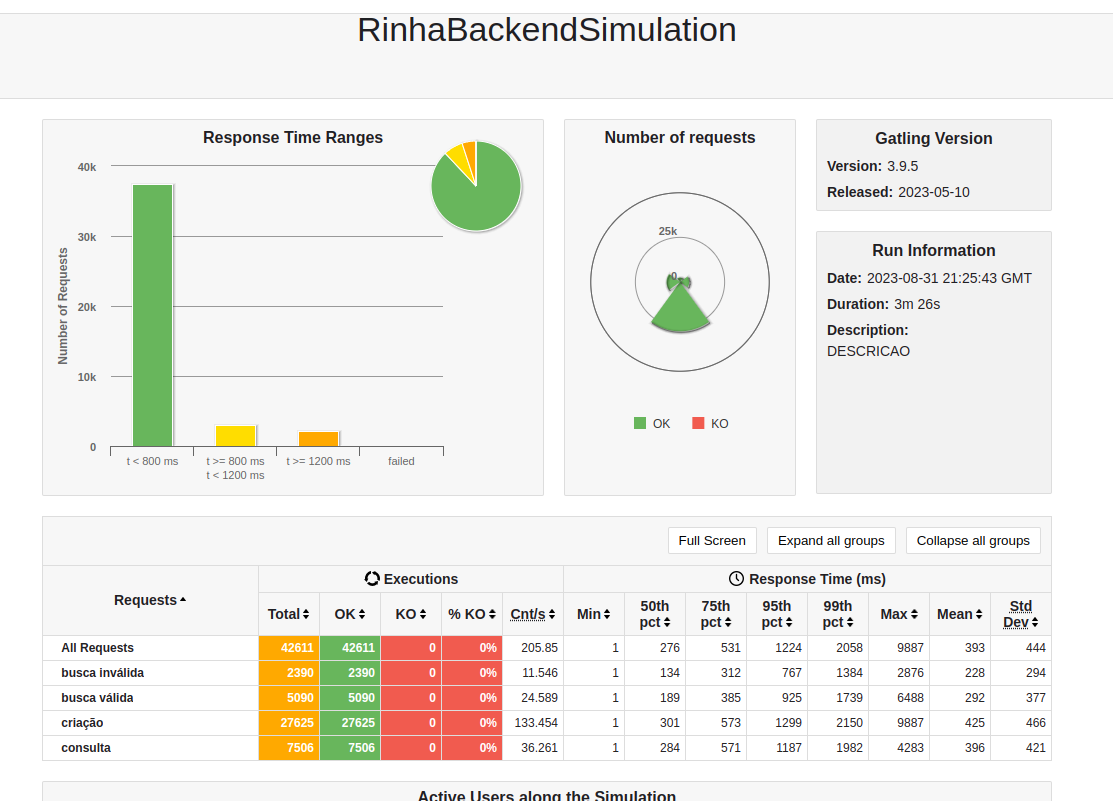 RinhaBackendSimulation
Response Time Ranges
Number of Requests
40k
30k
20k
10k
0
t < 800 ms
t >= 800 ms
t < 1200 ms
t >= 1200 ms
failed
Number of requests
25k
0
OK KO
Gatling Version
Version: 3.9.5
Released: 2023-05-10
Run Information
Date: 2023-08-31 21:25:43 GMT
Duration: 3m 26s
Description:
DESCRICAO
Full Screen Expand all groups Collapse all groups
Requests Executions Response Time (ms)
Total OK KO % KO Cnt/s Min 50th pct 75th pct 95th pct 99th pct Max Mean Std Dev
All Requests 42611 42611 0 0% 205.85 1 276 531 1224 2058 9887 393 444
busca inválida 2390 2390 0 0% 11.546 1 134 312 767 1384 2876 228 294
busca válida 5090 5090 0 0% 24.589 1 189 385 925 1739 6488 292 377
criação 27625 27625 0 0% 133.454 1 301 573 1299 2150 9887 425 466
consulta 7506 7506 0 0% 36.261 1 284 571 1187 1982 4283 396 421
Active Users along the Simulation